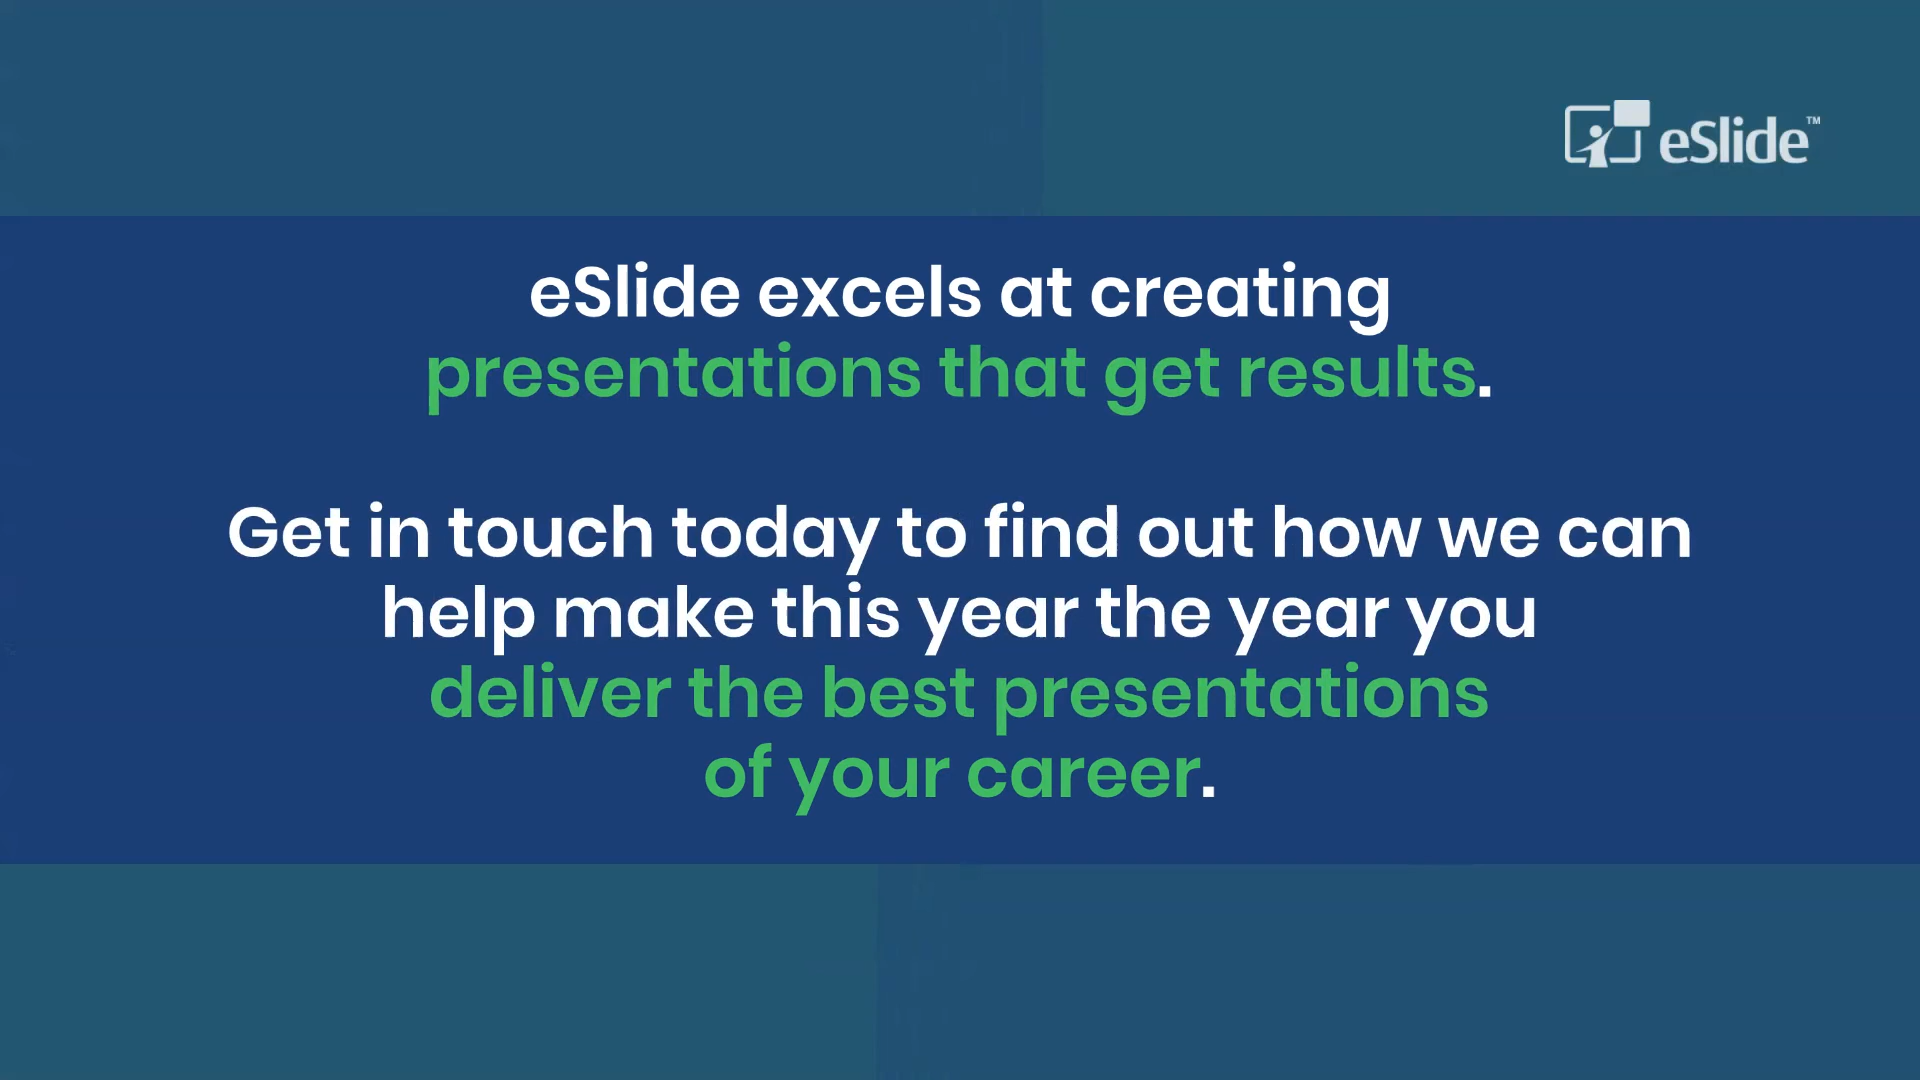 eSlide™
eSlide excels at creating
presentations that get results.
Get in touch today to find out how we can
help make this year the year you
deliver the best presentations
of your career.